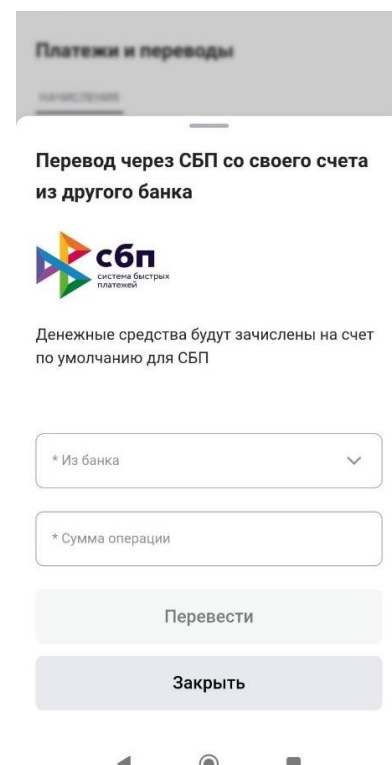 Платежи и переводы
НАЧИСЛЕНИЯ
Перевод через СБП со своего счета
из другого банка
сбп
система быстрых
платежей
Денежные средства будут зачислены на счет
по умолчанию для СБП
* Из банка
* Сумма операции
Перевести
Закрыть